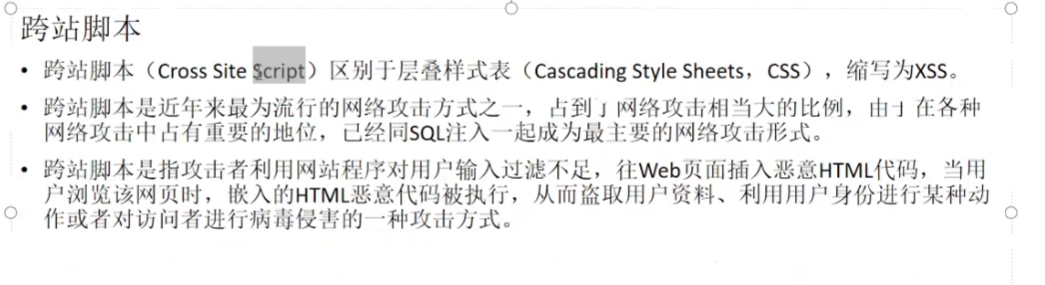 跨站脚本
• 跨站脚本（Cross Site Script）区别于层叠样式表（Cascading Style Sheets，CSS），缩写为XSS。
• 跨站脚本是近年来最为流行的网络攻击方式之一，占到了网络攻击相当大的比例，由于在各种
网络攻击中占有重要的地位，已经同SQL注入一起成为最主要的网络攻击形式。
• 跨站脚本是指攻击者利用网站程序对用户输入过滤不足，往Web页面插入恶意HTML代码，当用
户浏览该网页时，嵌入的HTML恶意代码被执行，从而盗取用户资料、利用用户身份进行某种动
作或者对访问者进行病毒侵害的一种攻击方式。